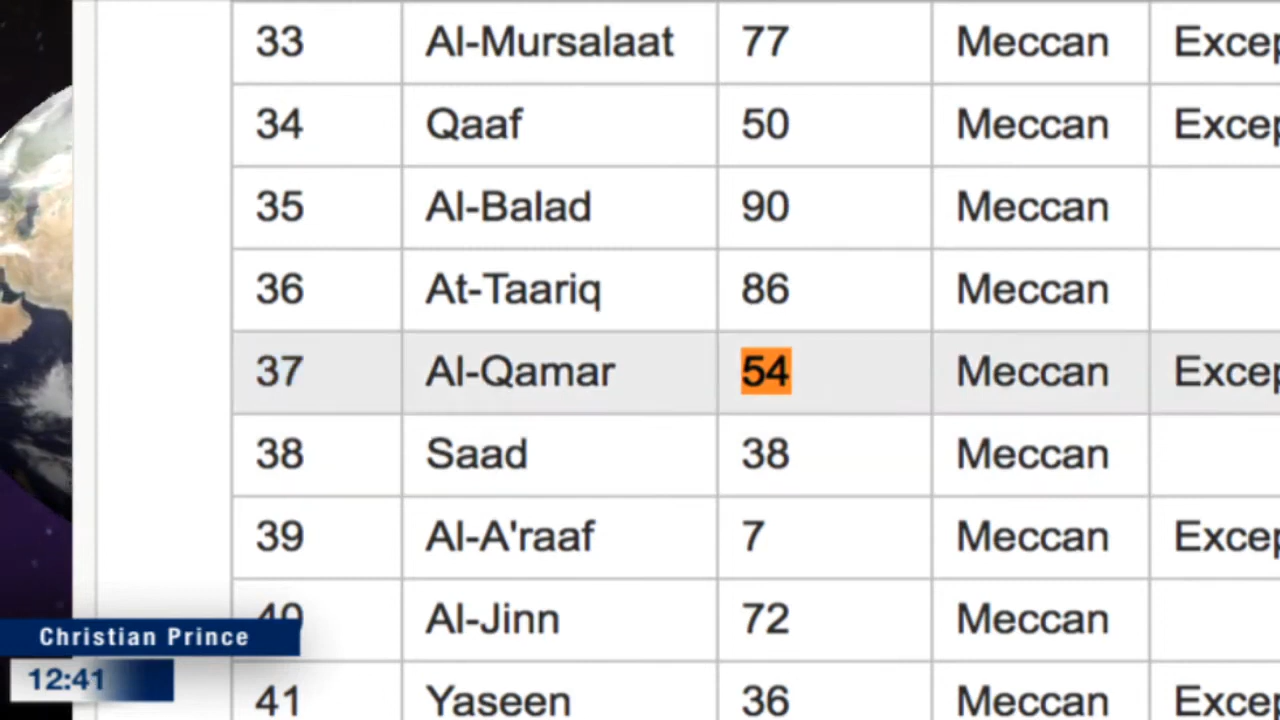 33 Al-Mursalaat 77 Meccan Excep
34 Qaaf 50 Meccan Excep
35 Al-Balad 90 Meccan
36 At-Taariq 86 Meccan
37 Al-Qamar 54 Meccan Excep
38 Saad 38 Meccan
39 Al-A'raaf 7 Meccan Excep
40 Al-Jinn 72 Meccan
Christian Prince
12:41
41 Yaseen 36 Meccan Excep